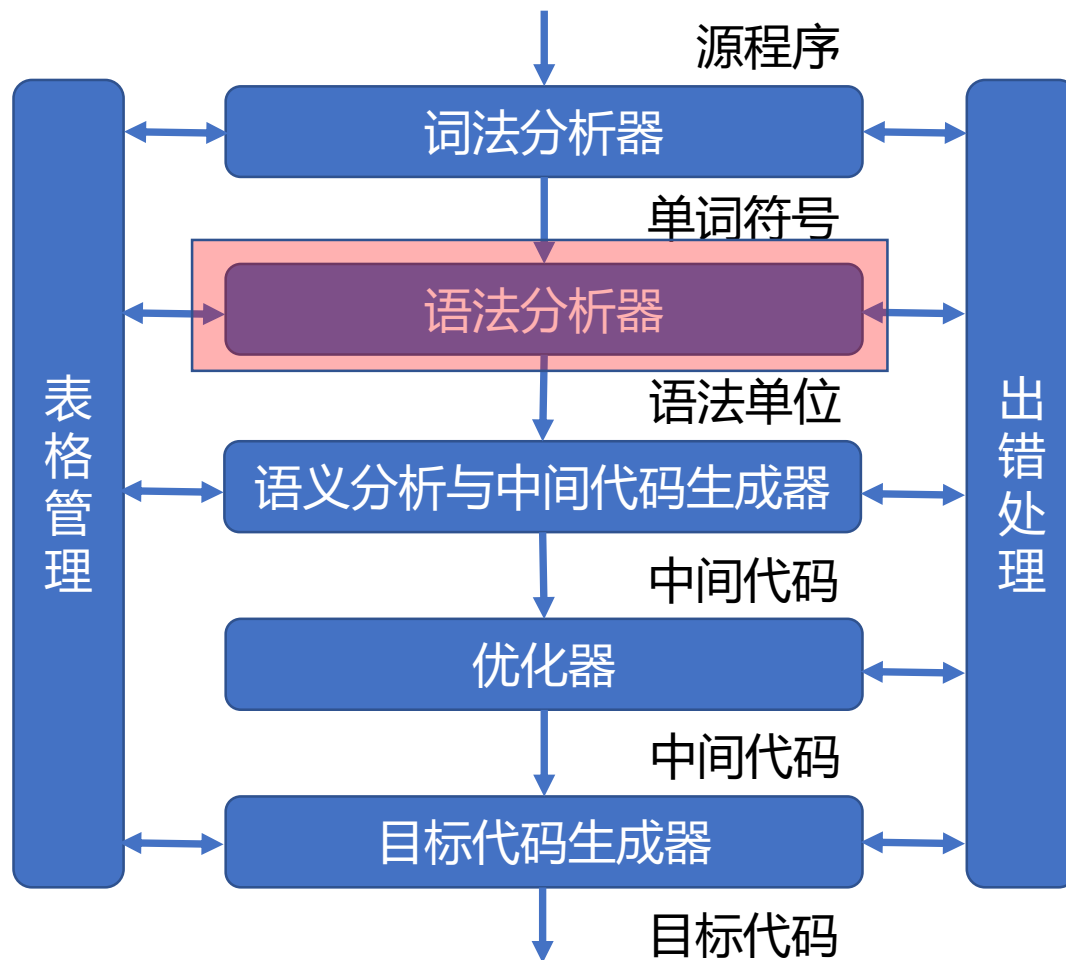 源程序
词法分析器
单词符号
语法分析器
语法单位
表格管理
出错处理
语义分析与中间代码生成器
中间代码
优化器
中间代码
目标代码生成器
目标代码